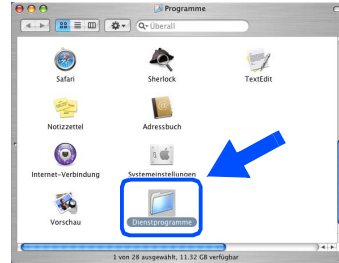 Programme
Q- Überall
Safari
Sherlock
TextEdit
Notizzettel
Adressbuch
Internet-Verbindung
Systemeinstellungen
Vorschau
Dienstprogramme
1 von 28 ausgewählt, 11.32 GB verfügbar